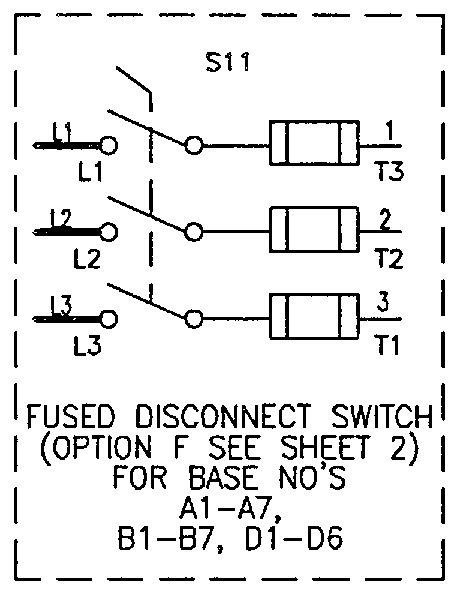 S11
L1 1
L1 T3
L2 2
L2 T2
L3 3
L3 T1
FUSED DISCONNECT SWITCH
(OPTION F SEE SHEET 2)
FOR BASE NO'S
A1-A7,
B1-B7, D1-D6